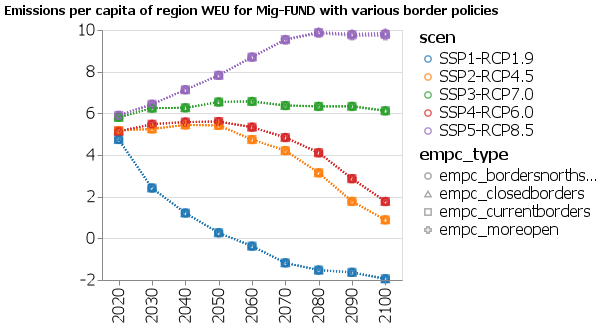 Emissions per capita of region WEU for Mig-FUND with various border policies
10
8
6
4
2
0
-2
2020
2030
2040
2050
2060
2070
2080
2090
2100
scen
SSP1-RCP1.9
SSP2-RCP4.5
SSP3-RCP7.0
SSP4-RCP6.0
SSP5-RCP8.5
empc_type
empc_bordersnorths...
empc_closedborders
empc_currentborders
empc_moreopen